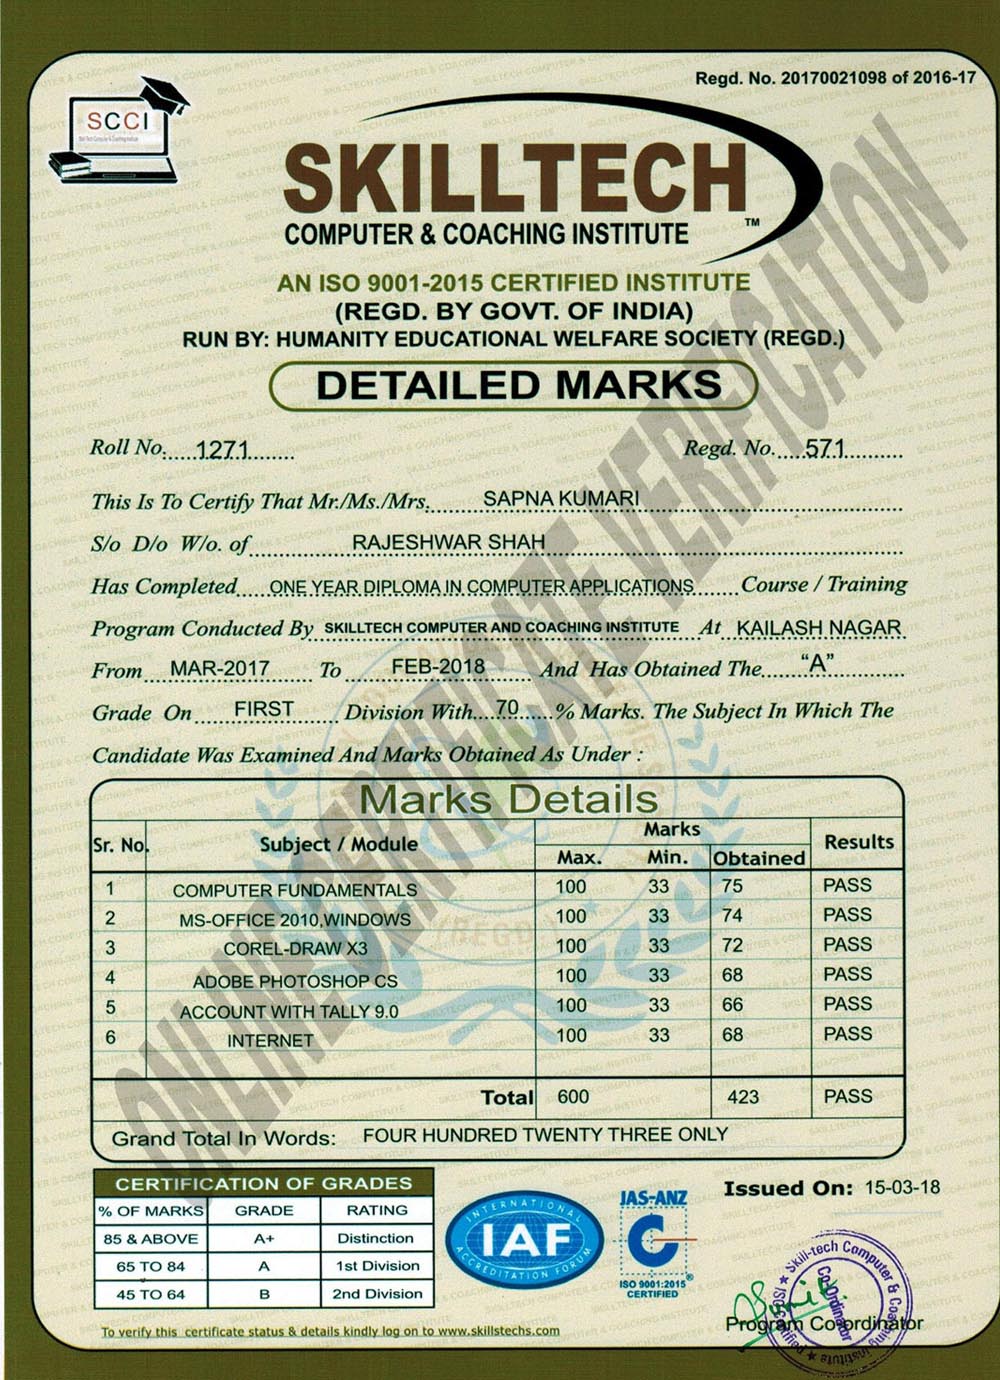 Regd. No. 20170021098 of 2016-17
SCCI
SKILLTECH™
COMPUTER & COACHING INSTITUTE
AN ISO 9001-2015 CERTIFIED INSTITUTE
(REGD. BY GOVT. OF INDIA)
RUN BY: HUMANITY EDUCATIONAL WELFARE SOCIETY (REGD.)
DETAILED MARKS
Roll No. 1271 Regd. No. 571
This Is To Certify That Mr./Ms./Mrs. SAPNA KUMARI
S/o D/o W/o. of RAJESHWAR SHAH
Has Completed ONE YEAR DIPLOMA IN COMPUTER APPLICATIONS Course / Training
Program Conducted By SKILLTECH COMPUTER AND COACHING INSTITUTE At KAILASH NAGAR
From MAR-2017 To FEB-2018 And Has Obtained The "A"
Grade On FIRST Division With 70 % Marks. The Subject In Which The
Candidate Was Examined And Marks Obtained As Under :
Marks Details
Sr. No. Subject / Module Marks Results
Max. Min. Obtained
1 COMPUTER FUNDAMENTALS 100 33 75 PASS
2 MS-OFFICE 2010,WINDOWS 100 33 74 PASS
3 COREL-DRAW X3 100 33 72 PASS
4 ADOBE PHOTOSHOP CS 100 33 68 PASS
5 ACCOUNT WITH TALLY 9.0 100 33 66 PASS
6 INTERNET 100 33 68 PASS
Total 600 423 PASS
Grand Total In Words: FOUR HUNDRED TWENTY THREE ONLY
CERTIFICATION OF GRADES
% OF MARKS GRADE RATING
85 & ABOVE A+ Distinction
65 TO 84 A 1st Division
45 TO 64 B 2nd Division
INTERNATIONAL
IAF
ACCREDITATION FORUM
JAS-ANZ
C
ISO 9001:2015
CERTIFIED
Issued On: 15-03-18
Skill-tech Computer & Coaching Institute
Co-Ordinator
Program Co-ordinator
To verify this certificate status & details kindly log on to www.skillstechs.com
ONLINE CERTIFICATE VERIFICATION